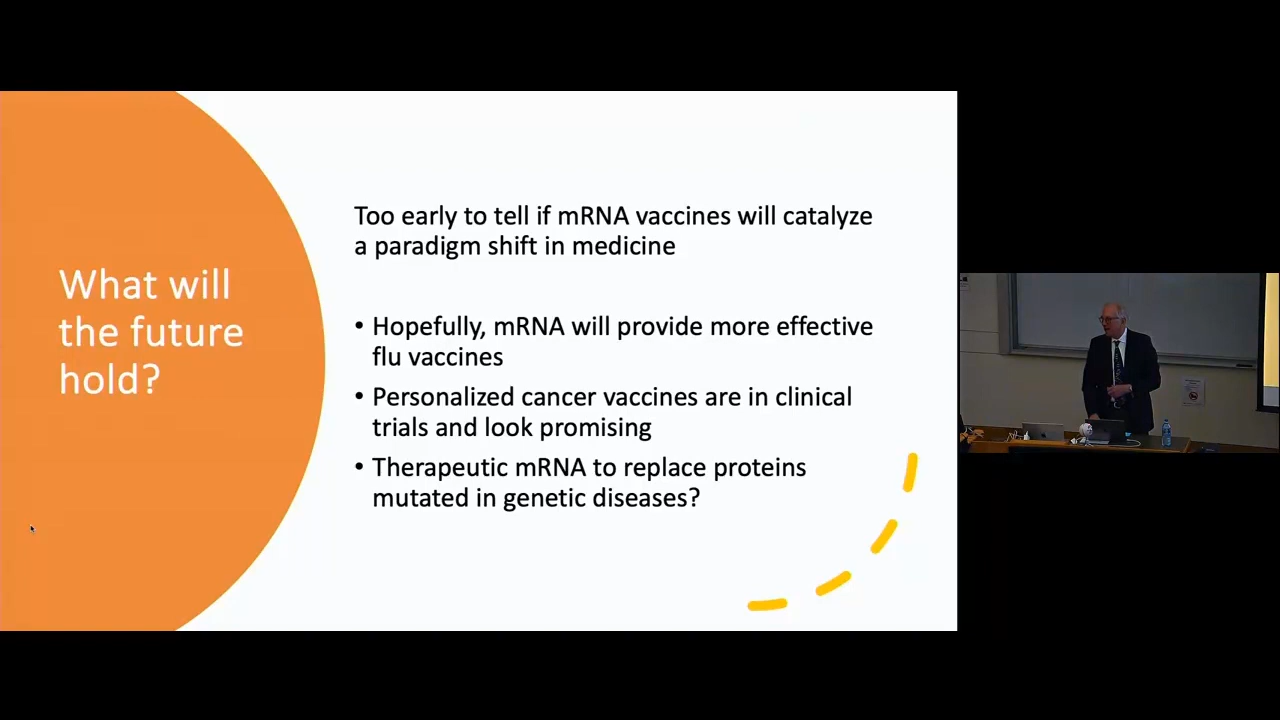 What will
the future
hold?
Too early to tell if mRNA vaccines will catalyze
a paradigm shift in medicine
• Hopefully, mRNA will provide more effective
flu vaccines
• Personalized cancer vaccines are in clinical
trials and look promising
• Therapeutic mRNA to replace proteins
mutated in genetic diseases?